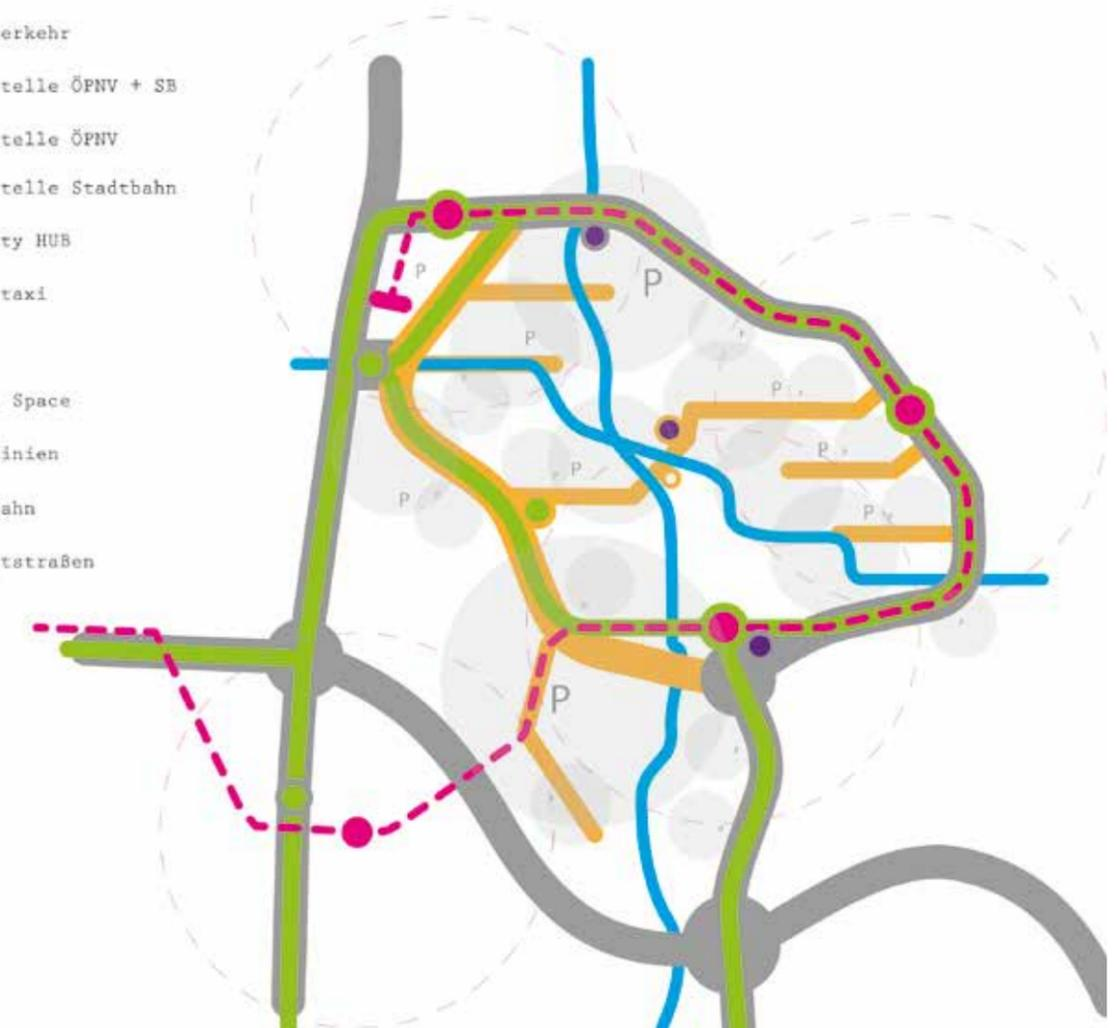 erkehr
telle ÖPNV + SB
telle ÖPNV
telle Stadtbahn
ty HUB
taxi
Space
inien
ahn
tstraßen
P
P
P
P
P
P
P
P
P